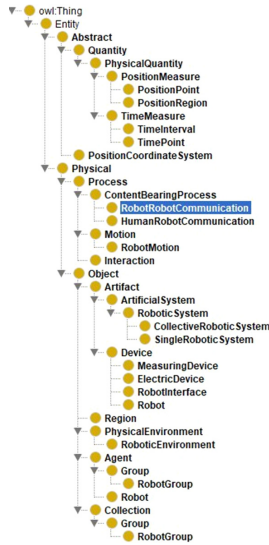 owl:Thing
Entity
Abstract
Quantity
PhysicalQuantity
PositionMeasure
PositionPoint
PositionRegion
TimeMeasure
TimeInterval
TimePoint
PositionCoordinateSystem
Physical
Process
ContentBearingProcess
RobotRobotCommunication
HumanRobotCommunication
Motion
RobotMotion
Interaction
Object
Artifact
ArtificialSystem
RoboticSystem
CollectiveRoboticSystem
SingleRoboticSystem
Device
MeasuringDevice
ElectricDevice
RobotInterface
Robot
Region
PhysicalEnvironment
RoboticEnvironment
Agent
Group
RobotGroup
Robot
Collection
Group
RobotGroup